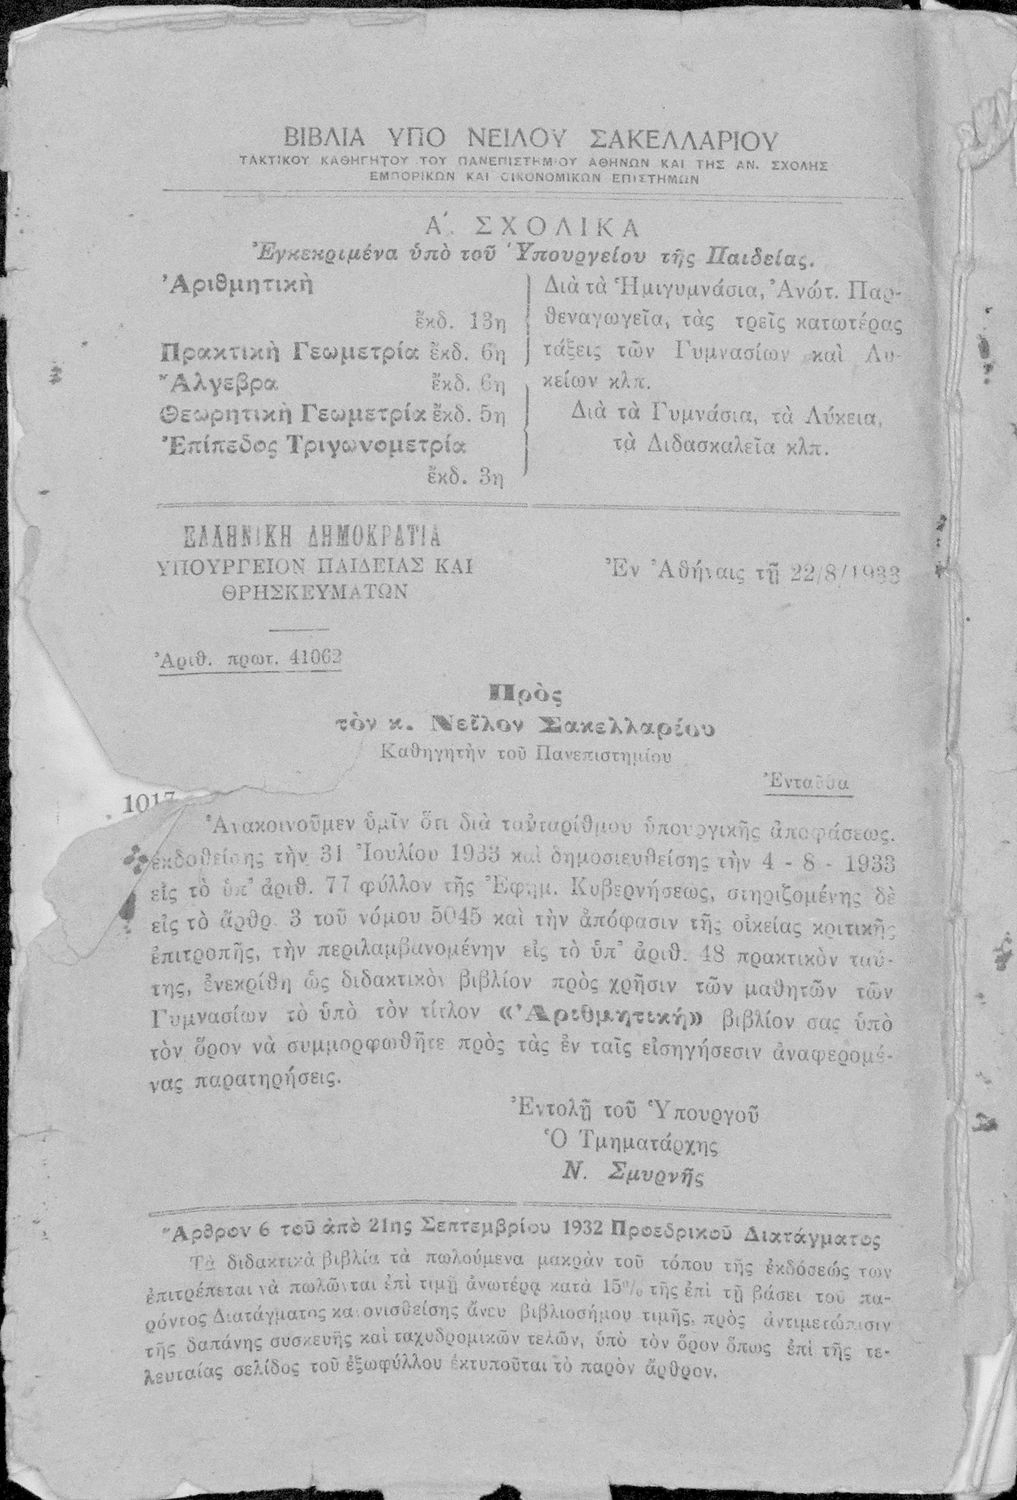 ΒΙΒΛΙΑ ΥΠΟ ΝΕΙΛΟΥ ΣΑΚΕΛΛΑΡΙΟΥ
ΤΑΚΤΙΚΟΥ ΚΑΘΗΓΗΤΟΥ ΤΟΥ ΠΑΝΕΠΙΣΤΗΜΙΟΥ ΑΘΗΝΩΝ ΚΑΙ ΤΗΣ ΑΝ. ΣΧΟΛΗΣ
ΕΜΠΟΡΙΚΩΝ ΚΑΙ ΟΙΚΟΝΟΜΙΚΩΝ ΕΠΙΣΤΗΜΩΝ
Α΄. ΣΧΟΛΙΚΑ
Ἐγκεκριμένα ὑπὸ τοῦ Ὑπουργείου τῆς Παιδείας.
Ἀριθμητικὴ
ἔκδ. 13η
Πρακτικὴ Γεωμετρία ἔκδ. 6η
Ἄλγεβρα ἔκδ. 6η
Θεωρητικὴ Γεωμετρία ἔκδ. 5η
Ἐπίπεδος Τριγωνομετρία
ἔκδ. 3η
Διὰ τὰ Ἡμιγυμνάσια, Ἀνώτ. Παρ-
θεναγωγεῖα, τὰς τρεῖς κατωτέρας
τάξεις τῶν Γυμνασίων καὶ Λυ-
κείων κλπ.
Διὰ τὰ Γυμνάσια, τὰ Λύκεια,
τὰ Διδασκαλεῖα κλπ.
ΕΛΛΗΝΙΚΗ ΔΗΜΟΚΡΑΤΙΑ
ΥΠΟΥΡΓΕΙΟΝ ΠΑΙΔΕΙΑΣ ΚΑΙ
ΘΡΗΣΚΕΥΜΑΤΩΝ
Ἐν Ἀθήναις τῇ 22/8/1933
Ἀριθ. πρωτ. 41062
Πρὸς
τὸν κ. Νεῖλον Σακελλαρίου
Καθηγητὴν τοῦ Πανεπιστημίου
Ἐνταῦθα
1017
Ἀνακοινοῦμεν ὑμῖν ὅτι διὰ ταὐταρίθμου ὑπουργικῆς ἀποφάσεως,
ἐκδοθείσης τὴν 31 Ἰουλίου 1933 καὶ δημοσιευθείσης τὴν 4 - 8 - 1933
εἰς τὸ ὑπ' ἀριθ. 77 φύλλον τῆς Ἐφημ. Κυβερνήσεως, στηριζομένης δὲ
εἰς τὸ ἄρθρ. 3 τοῦ νόμου 5045 καὶ τὴν ἀπόφασιν τῆς οἰκείας κριτικῆς
ἐπιτροπῆς, τὴν περιλαμβανομένην εἰς τὸ ὑπ' ἀριθ. 48 πρακτικὸν ταύ-
της, ἐνεκρίθη ὡς διδακτικὸν βιβλίον πρὸς χρῆσιν τῶν μαθητῶν τῶν
Γυμνασίων τὸ ὑπὸ τὸν τίτλον «Ἀριθμητικὴ» βιβλίον σας ὑπὸ
τὸν ὅρον νὰ συμμορφωθῆτε πρὸς τὰς ἐν ταῖς εἰσηγήσεσιν ἀναφερομέ-
νας παρατηρήσεις.
Ἐντολῇ τοῦ Ὑπουργοῦ
Ὁ Τμηματάρχης
Ν. Σμυρνῆς
Ἄρθρον 6 τοῦ ἀπὸ 21ης Σεπτεμβρίου 1932 Προεδρικοῦ Διατάγματος
Τὰ διδακτικὰ βιβλία τὰ πωλούμενα μακρὰν τοῦ τόπου τῆς ἐκδόσεώς των
ἐπιτρέπεται νὰ πωλῶνται ἐπὶ τιμῇ ἀνωτέρᾳ κατὰ 15% τῆς ἐπὶ τῇ βάσει τοῦ πα-
ρόντος Διατάγματος κανονισθείσης ἄνευ βιβλιοσήμου τιμῆς, πρὸς ἀντιμετώπισιν
τῆς δαπάνης συσκευῆς καὶ ταχυδρομικῶν τελῶν, ὑπὸ τὸν ὅρον ὅπως ἐπὶ τῆς τε-
λευταίας σελίδος τοῦ ἐξωφύλλου ἐκτυποῦται τὸ παρὸν ἄρθρον.